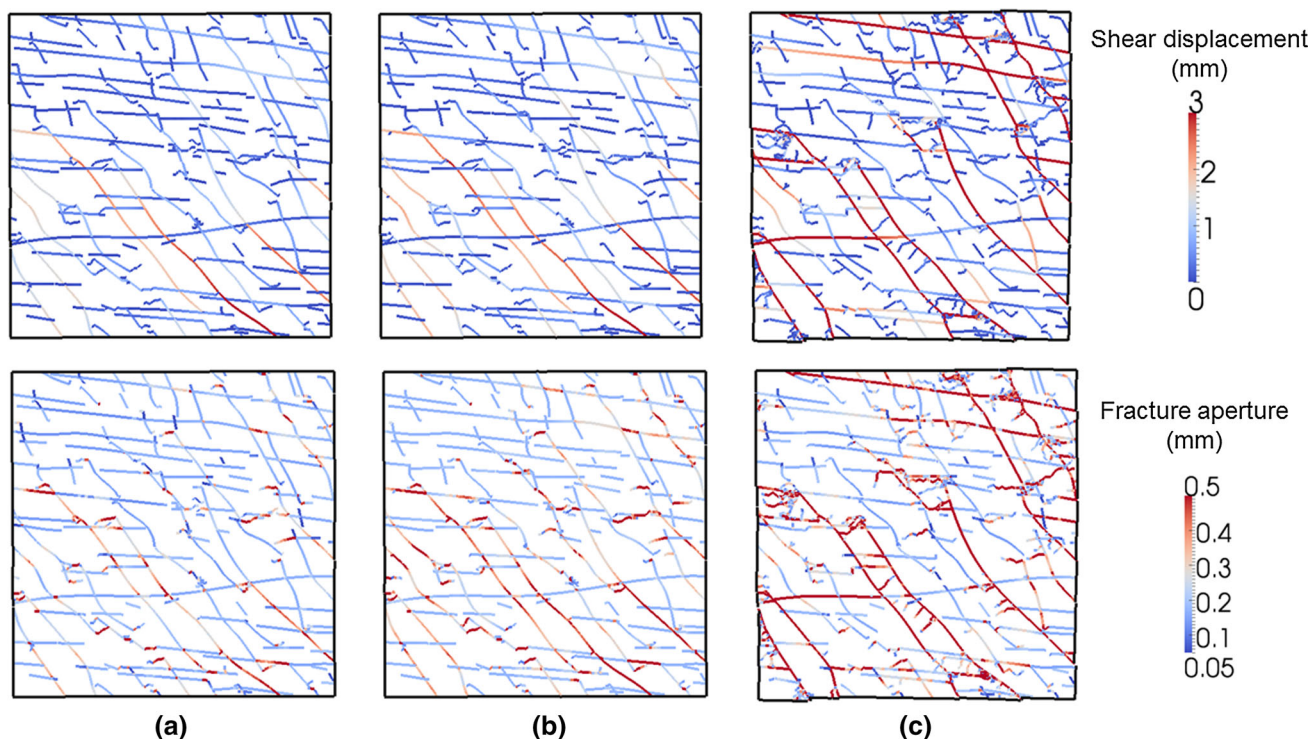 Shear displacement
(mm)
3
2
1
0
Fracture aperture
(mm)
0.5
0.4
0.3
0.2
0.1
0.05
(a)
(b)
(c)